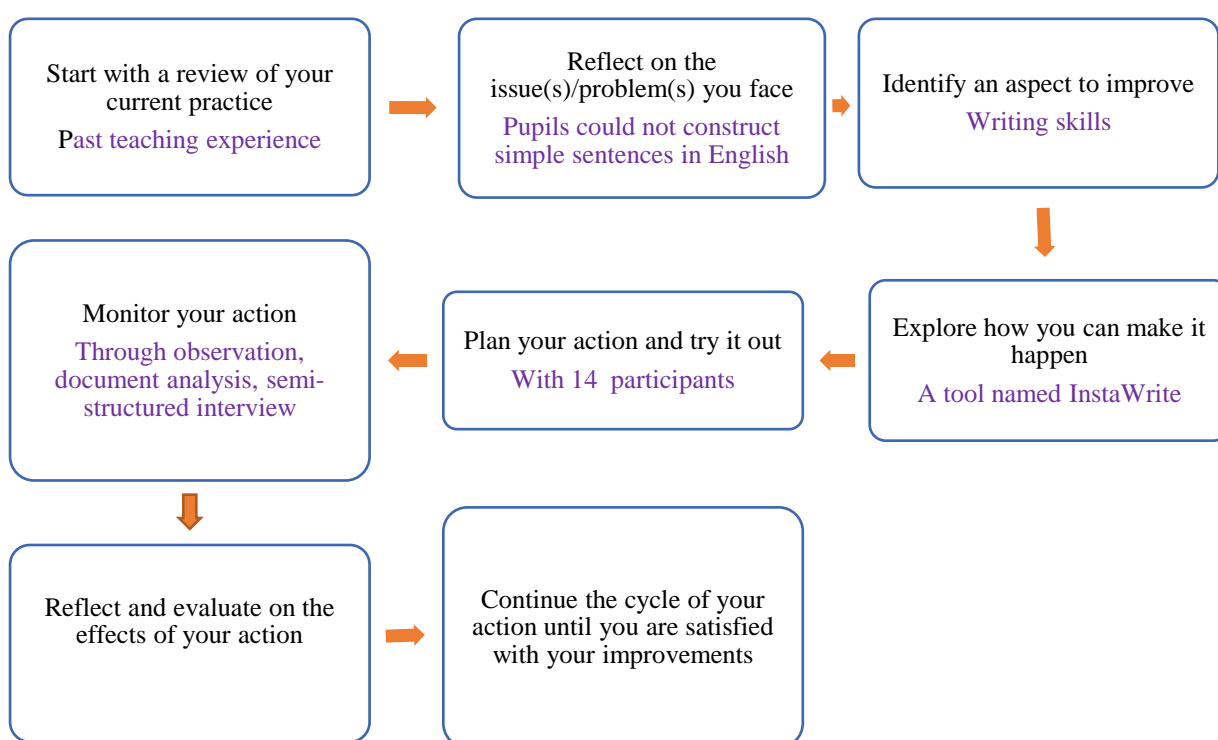 Start with a review of your
current practice
Past teaching experience
Reflect on the
issue(s)/problem(s) you face
Pupils could not construct
simple sentences in English
Identify an aspect to improve
Writing skills
Explore how you can make it
happen
A tool named InstaWrite
Plan your action and try it out
With 14 participants
Monitor your action
Through observation,
document analysis, semi-
structured interview
Reflect and evaluate on the
effects of your action
Continue the cycle of your
action until you are satisfied
with your improvements